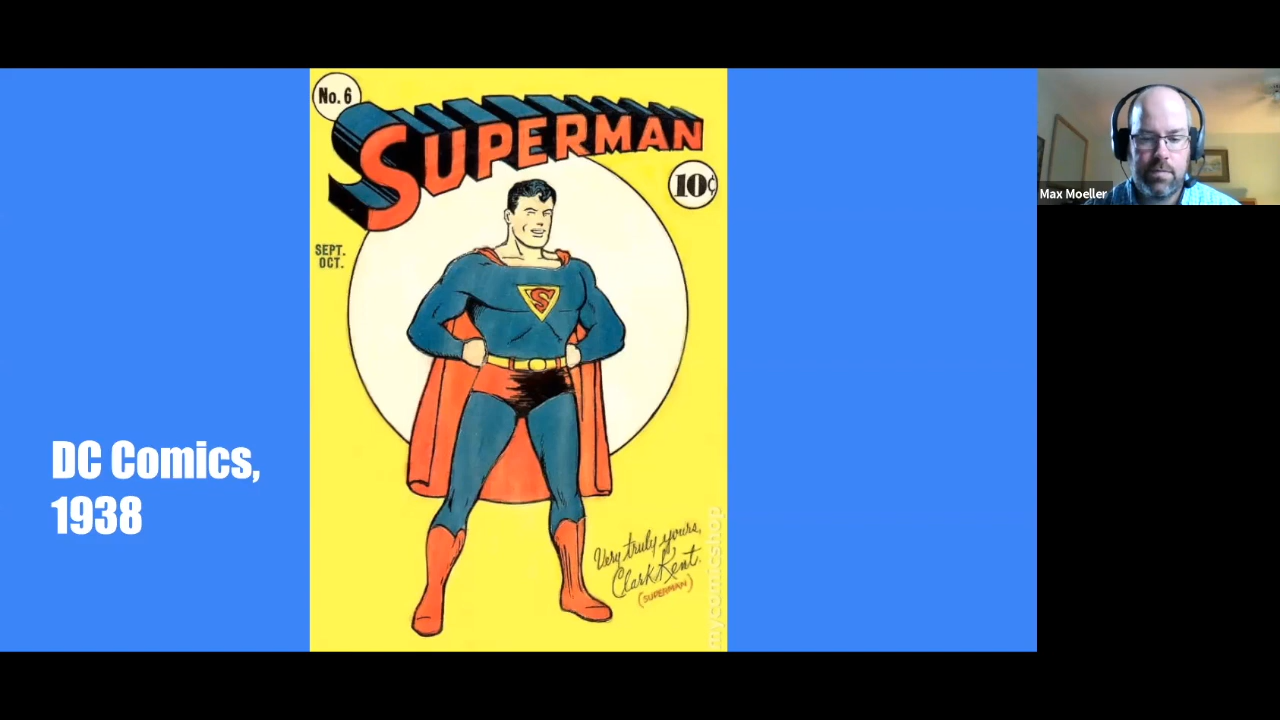 No. 6
SUPERMAN
10¢
SEPT.
OCT.
DC Comics,
1938
Very truly yours,
Clark Kent.
(SUPERMAN)
mycomicshop
Max Moeller